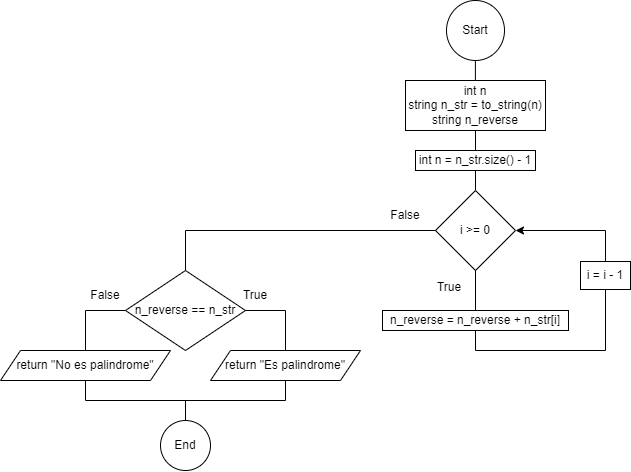 Start
int n
string n_str = to_string(n)
string n_reverse
int n = n_str.size() - 1
False
i >= 0
i = i - 1
True
False
True
n_reverse == n_str
n_reverse = n_reverse + n_str[i]
return "No es palindrome"
return "Es palindrome"
End